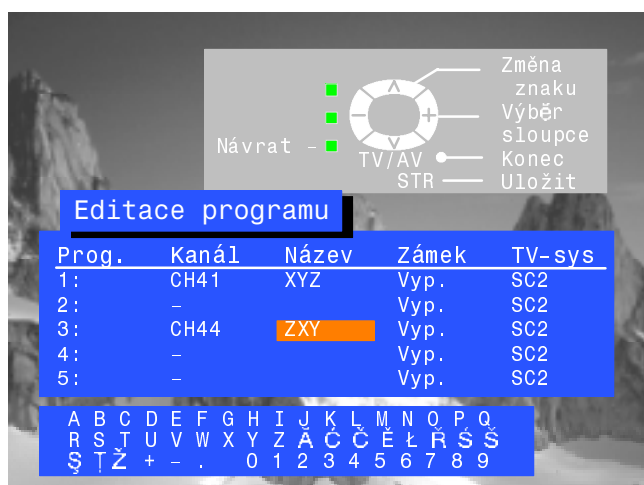 Změna
znaku
Výběr
sloupce
Návrat –
TV/AV Konec
STR Uložit
Editace programu
Prog. Kanál Název Zámek TV-sys
1: CH41 XYZ Vyp. SC2
2: – Vyp. SC2
3: CH44 ZXY Vyp. SC2
4: – Vyp. SC2
5: – Vyp. SC2
A B C D E F G H I J K L M N O P Q
R S T U V W X Y Z Ă Ć Č Ě Ł Ř Ś Š
Ş Ţ Ž + – . 0 1 2 3 4 5 6 7 8 9